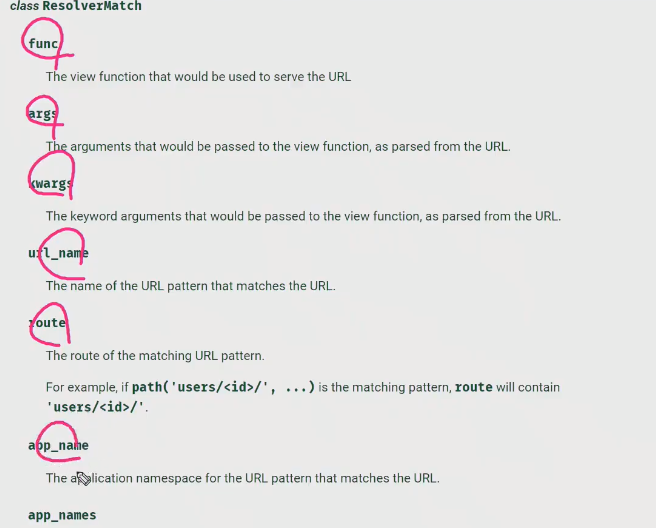 class ResolverMatch
func
The view function that would be used to serve the URL
args
The arguments that would be passed to the view function, as parsed from the URL.
kwargs
The keyword arguments that would be passed to the view function, as parsed from the URL.
url_name
The name of the URL pattern that matches the URL.
route
The route of the matching URL pattern.
For example, if path('users/<id>/', ...) is the matching pattern, route will contain
'users/<id>/'.
app_name
The application namespace for the URL pattern that matches the URL.
app_names